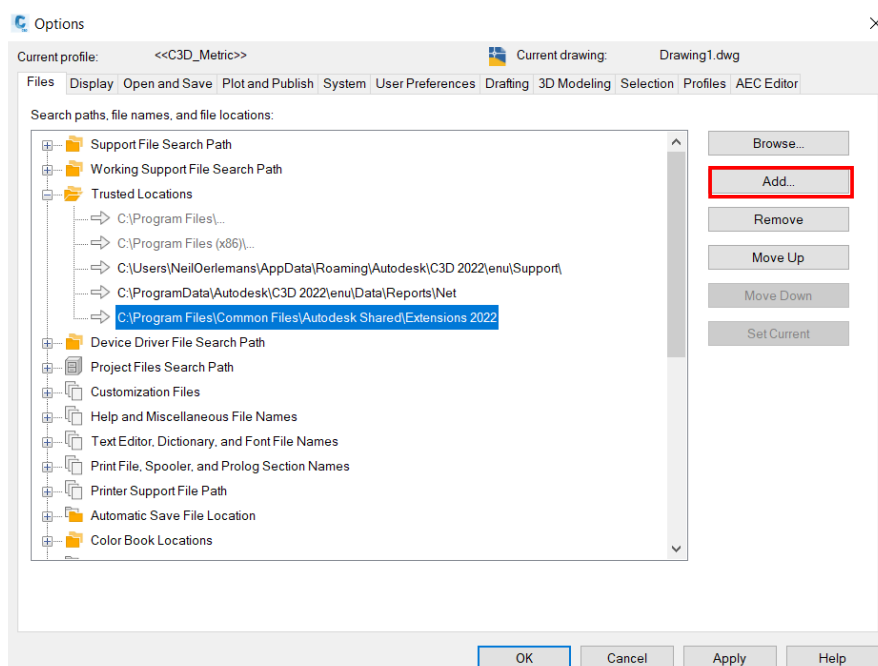 Options
Current profile: <<C3D_Metric>> Current drawing: Drawing1.dwg
Files Display Open and Save Plot and Publish System User Preferences Drafting 3D Modeling Selection Profiles AEC Editor
Search paths, file names, and file locations:
Support File Search Path
Working Support File Search Path
Trusted Locations
C:\Program Files\...
C:\Program Files (x86)\...
C:\Users\NeilOerlemans\AppData\Roaming\Autodesk\C3D 2022\enu\Support\
C:\ProgramData\Autodesk\C3D 2022\enu\Data\Reports\Net
C:\Program Files\Common Files\Autodesk Shared\Extensions 2022
Device Driver File Search Path
Project Files Search Path
Customization Files
Help and Miscellaneous File Names
Text Editor, Dictionary, and Font File Names
Print File, Spooler, and Prolog Section Names
Printer Support File Path
Automatic Save File Location
Color Book Locations
Browse...
Add...
Remove
Move Up
Move Down
Set Current
OK Cancel Apply Help